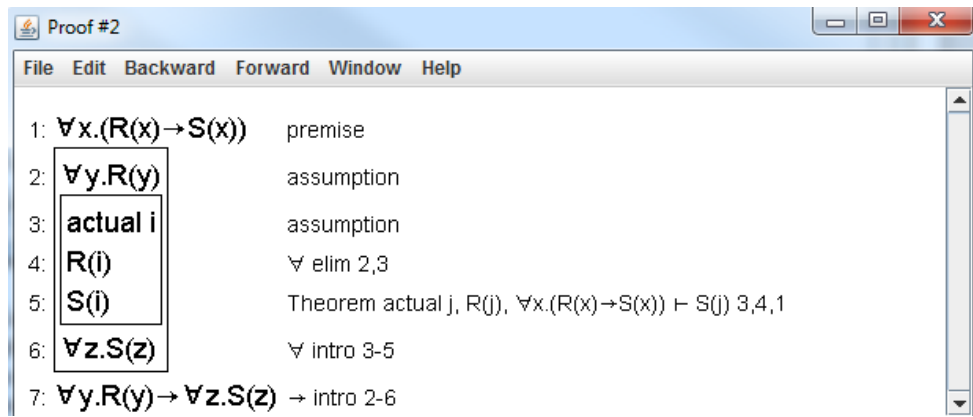 Proof #2
File Edit Backward Forward Window Help
1: ∀x.(R(x)→S(x)) premise
2: ∀y.R(y) assumption
3: actual i assumption
4: R(i) ∀ elim 2,3
5: S(i) Theorem actual j, R(j), ∀x.(R(x)→S(x)) ⊢ S(j) 3,4,1
6: ∀z.S(z) ∀ intro 3-5
7: ∀y.R(y)→∀z.S(z) → intro 2-6